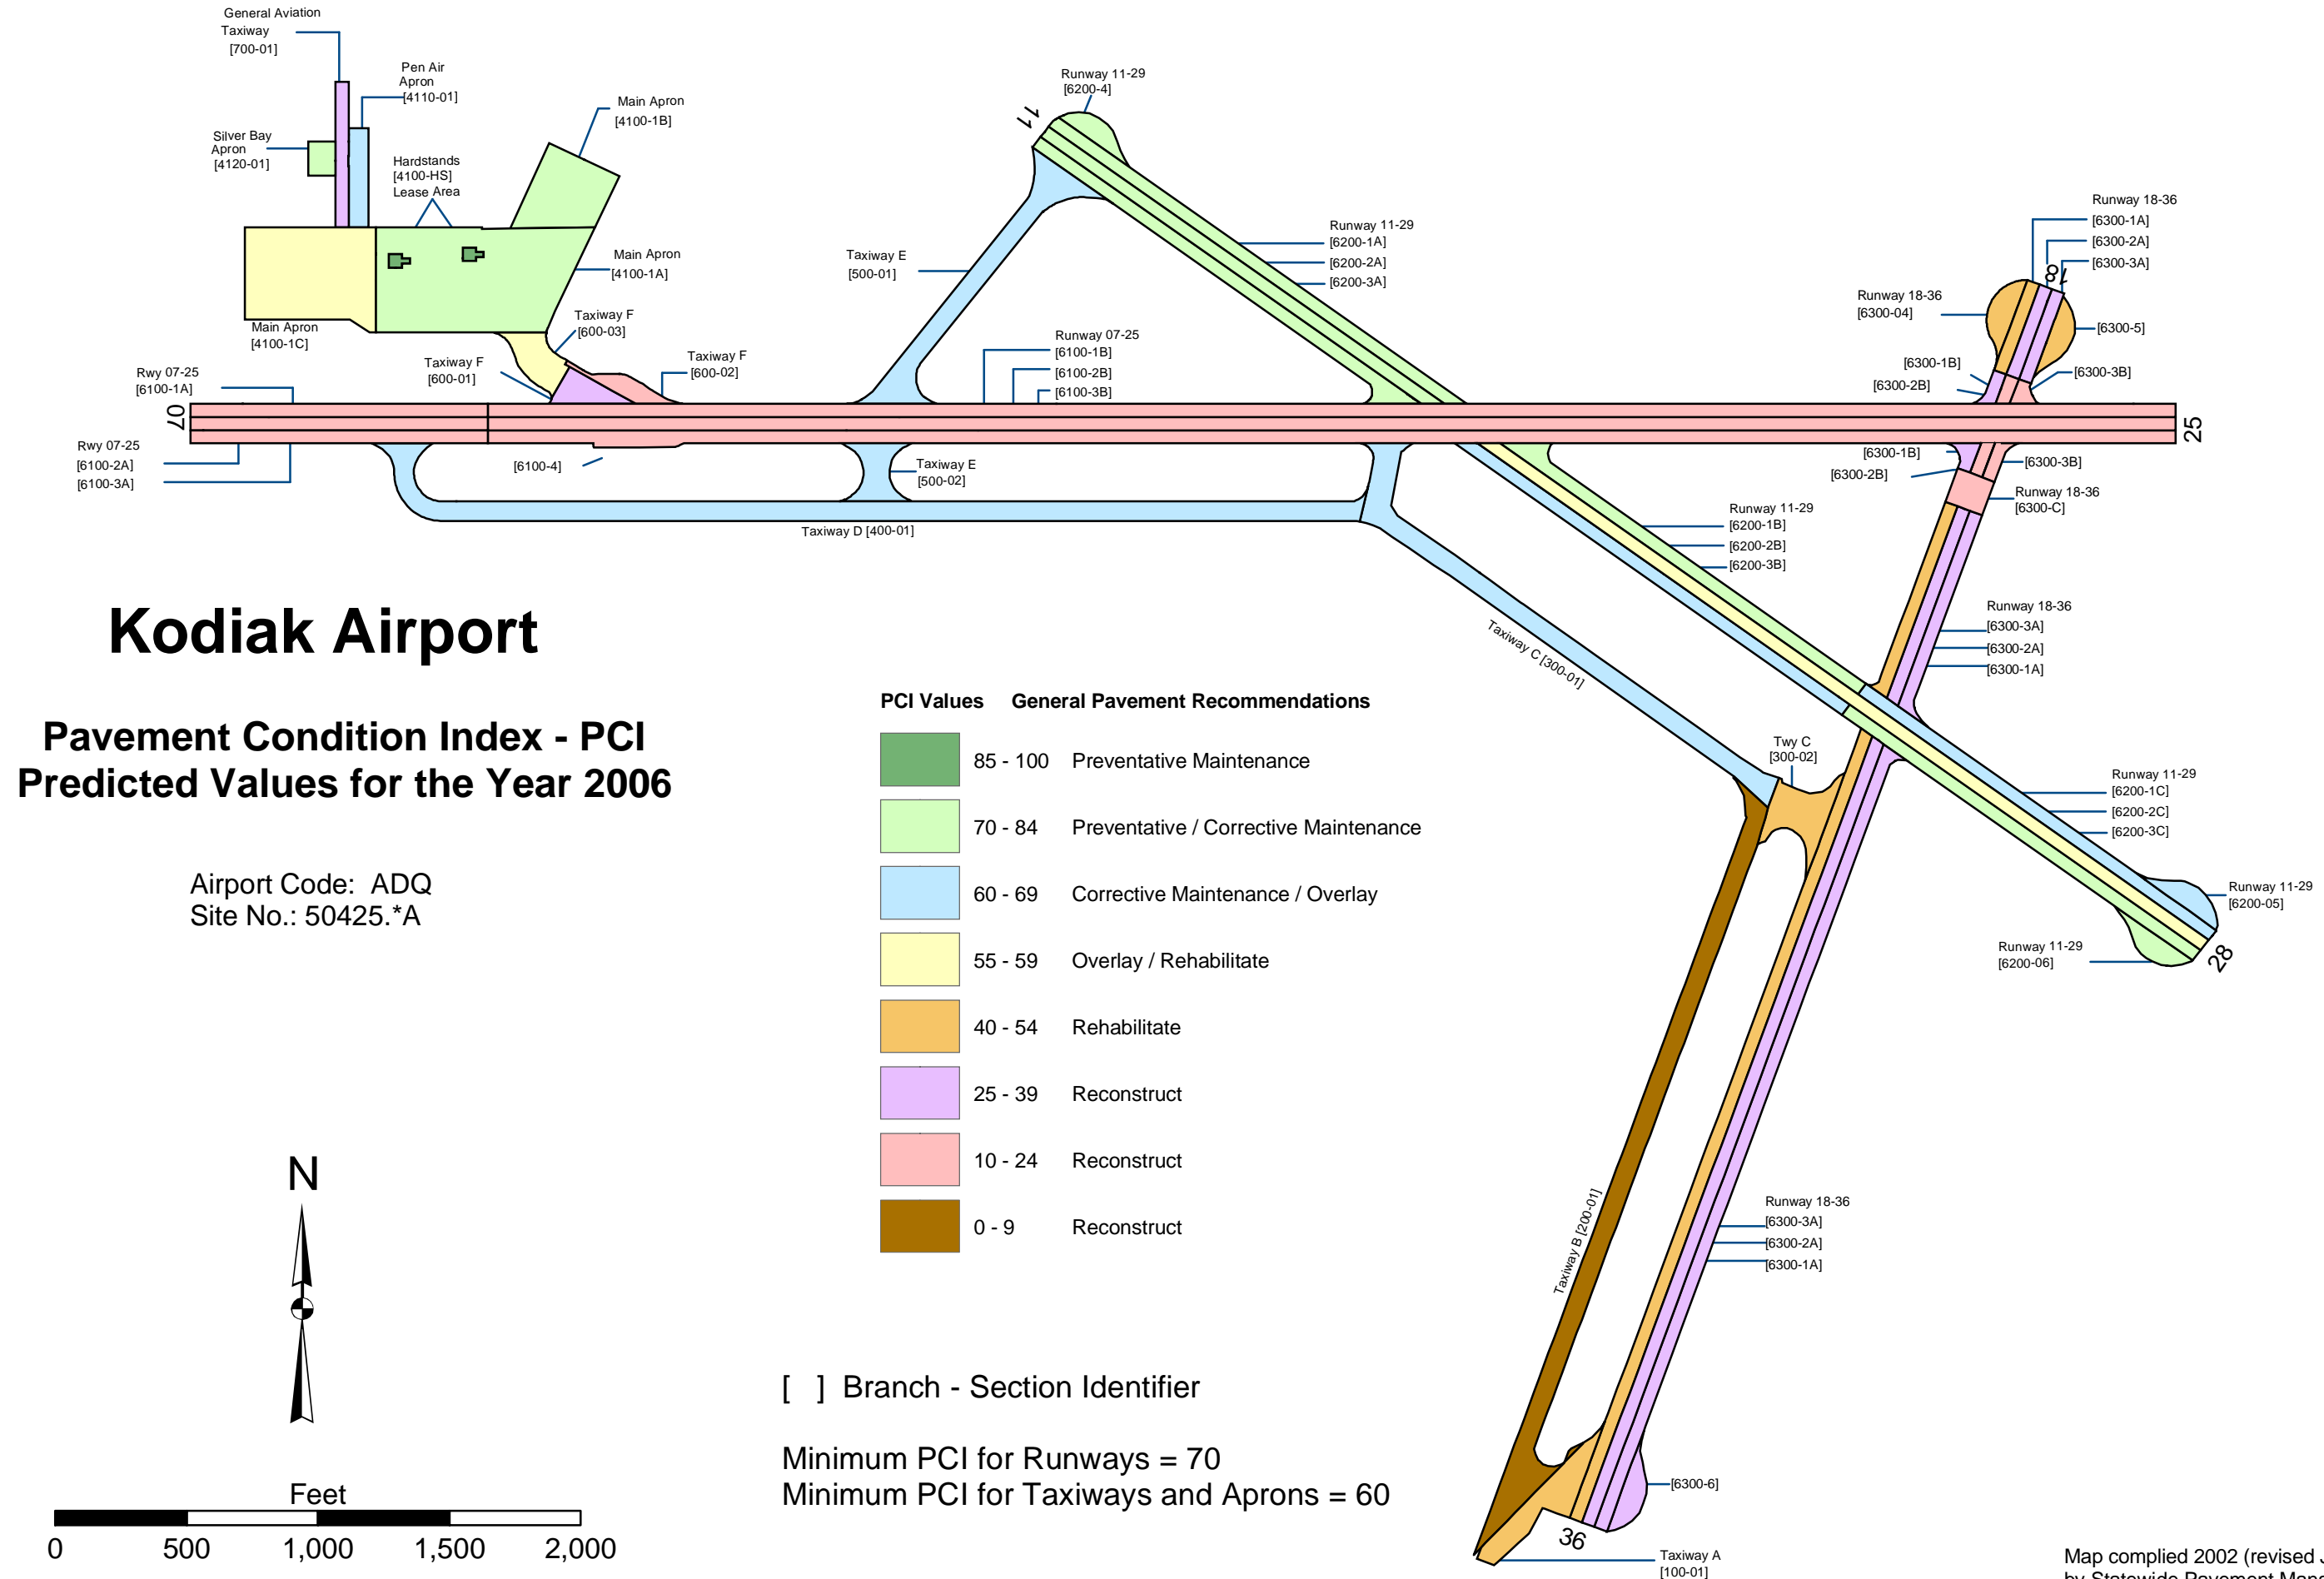 General Aviation
Taxiway
[700-01]
Pen Air
Apron
[4110-01]
Main Apron
[4100-1B]
Silver Bay
Apron
[4120-01]
Hardstands
[4100-HS]
Lease Area
Main Apron
[4100-1A]
Main Apron
[4100-1C]
Taxiway F
[600-03]
Taxiway F
[600-01]
Taxiway F
[600-02]
Rwy 07-25
[6100-1A]
07
Rwy 07-25
[6100-2A]
[6100-3A]
[6100-4]
Runway 11-29
[6200-4]
11
Taxiway E
[500-01]
Runway 11-29
[6200-1A]
[6200-2A]
[6200-3A]
Runway 07-25
[6100-1B]
[6100-2B]
[6100-3B]
Taxiway E
[500-02]
Taxiway D [400-01]
Runway 18-36
[6300-1A]
[6300-2A]
[6300-3A]
18
Runway 18-36
[6300-04]
[6300-5]
[6300-1B]
[6300-2B]
[6300-3B]
25
[6300-1B]
[6300-2B]
[6300-3B]
Runway 18-36
[6300-C]
Runway 11-29
[6200-1B]
[6200-2B]
[6200-3B]
Runway 18-36
[6300-3A]
[6300-2A]
[6300-1A]
Taxiway C [300-01]
Twy C
[300-02]
Runway 11-29
[6200-1C]
[6200-2C]
[6200-3C]
Runway 11-29
[6200-05]
Runway 11-29
[6200-06]
28
Taxiway B [200-01]
Runway 18-36
[6300-3A]
[6300-2A]
[6300-1A]
[6300-6]
36
Taxiway A
[100-01]
Kodiak Airport
Pavement Condition Index - PCI
Predicted Values for the Year 2006
Airport Code: ADQ
Site No.: 50425.*A
PCI Values General Pavement Recommendations
85 - 100 Preventative Maintenance
70 - 84 Preventative / Corrective Maintenance
60 - 69 Corrective Maintenance / Overlay
55 - 59 Overlay / Rehabilitate
40 - 54 Rehabilitate
25 - 39 Reconstruct
10 - 24 Reconstruct
0 - 9 Reconstruct
N
Feet
0 500 1,000 1,500 2,000
[ ] Branch - Section Identifier
Minimum PCI for Runways = 70
Minimum PCI for Taxiways and Aprons = 60
Map complied 2002 (revised
by Statewide Pavement